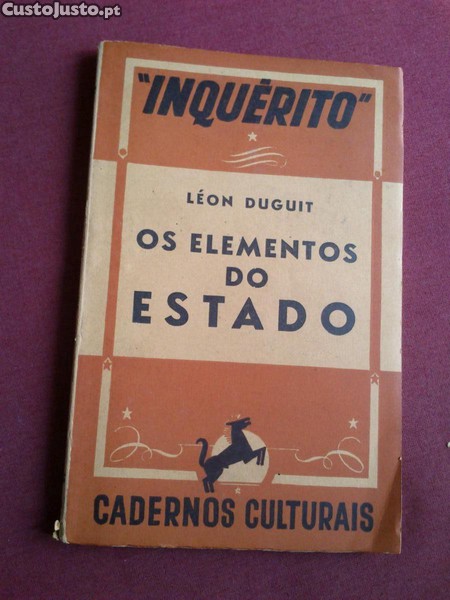 CustoJusto.pt
"INQUÉRITO"
LÉON DUGUIT
OS ELEMENTOS
DO
ESTADO
CADERNOS CULTURAIS